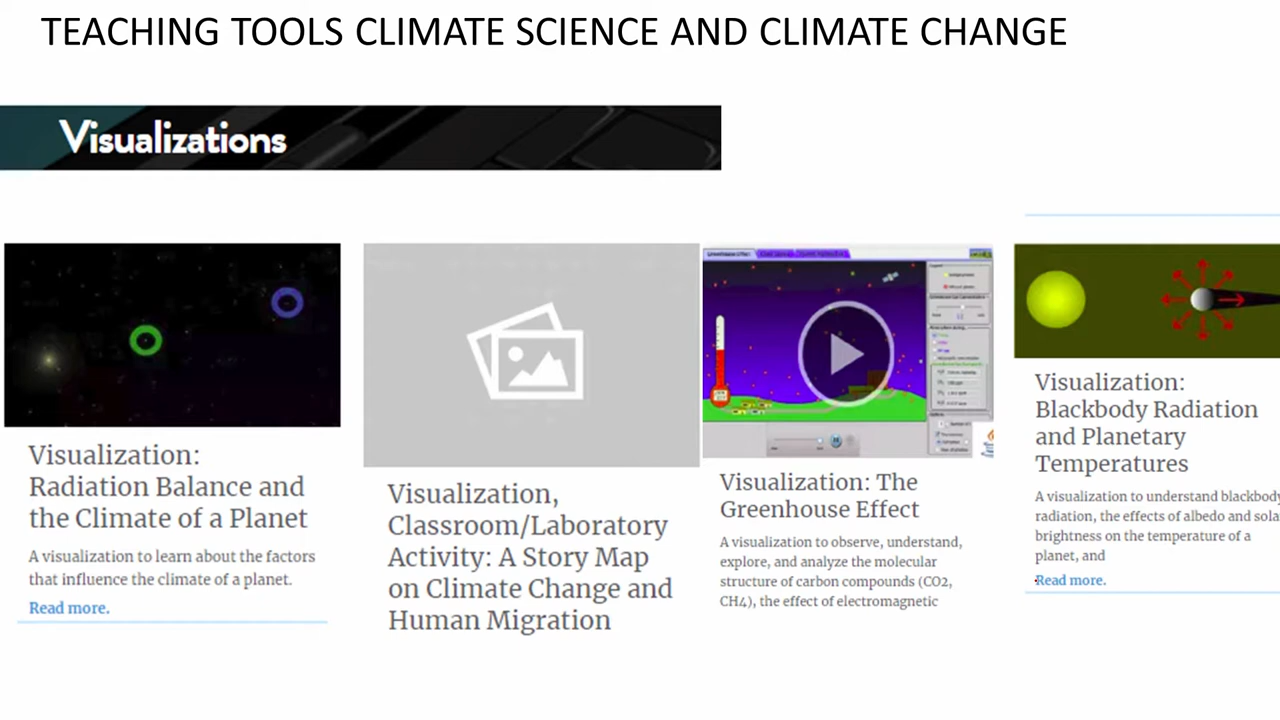 TEACHING TOOLS CLIMATE SCIENCE AND CLIMATE CHANGE
Visualizations
Visualization:
Radiation Balance and
the Climate of a Planet
A visualization to learn about the factors
that influence the climate of a planet.
Read more.
Visualization,
Classroom/Laboratory
Activity: A Story Map
on Climate Change and
Human Migration
Visualization: The
Greenhouse Effect
A visualization to observe, understand,
explore, and analyze the molecular
structure of carbon compounds (CO2,
CH4), the effect of electromagnetic
Visualization:
Blackbody Radiation
and Planetary
Temperatures
A visualization to understand blackbody
radiation, the effects of albedo and sola
brightness on the temperature of a
planet, and
Read more.